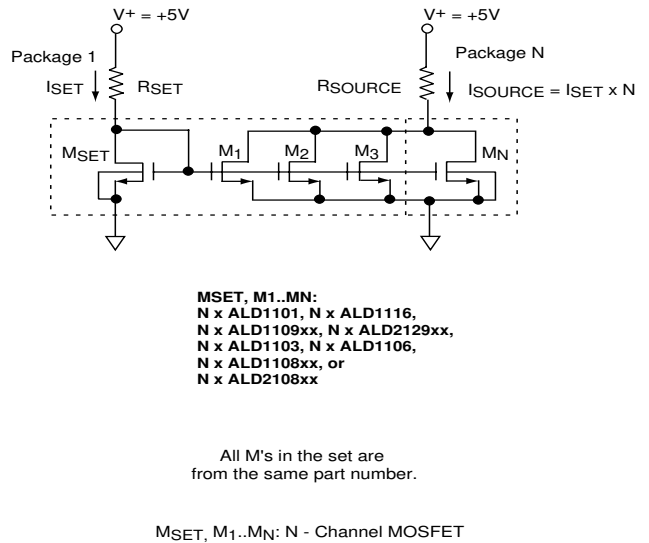 V+ = +5V
V+ = +5V
Package 1
Package N
ISET
RSET
RSOURCE
ISOURCE = ISET x N
MSET
M1
M2
M3
MN
MSET, M1..MN:
N x ALD1101, N x ALD1116,
N x ALD1109xx, N x ALD2129xx,
N x ALD1103, N x ALD1106,
N x ALD1108xx, or
N x ALD2108xx
All M's in the set are
from the same part number.
MSET, M1..MN: N - Channel MOSFET